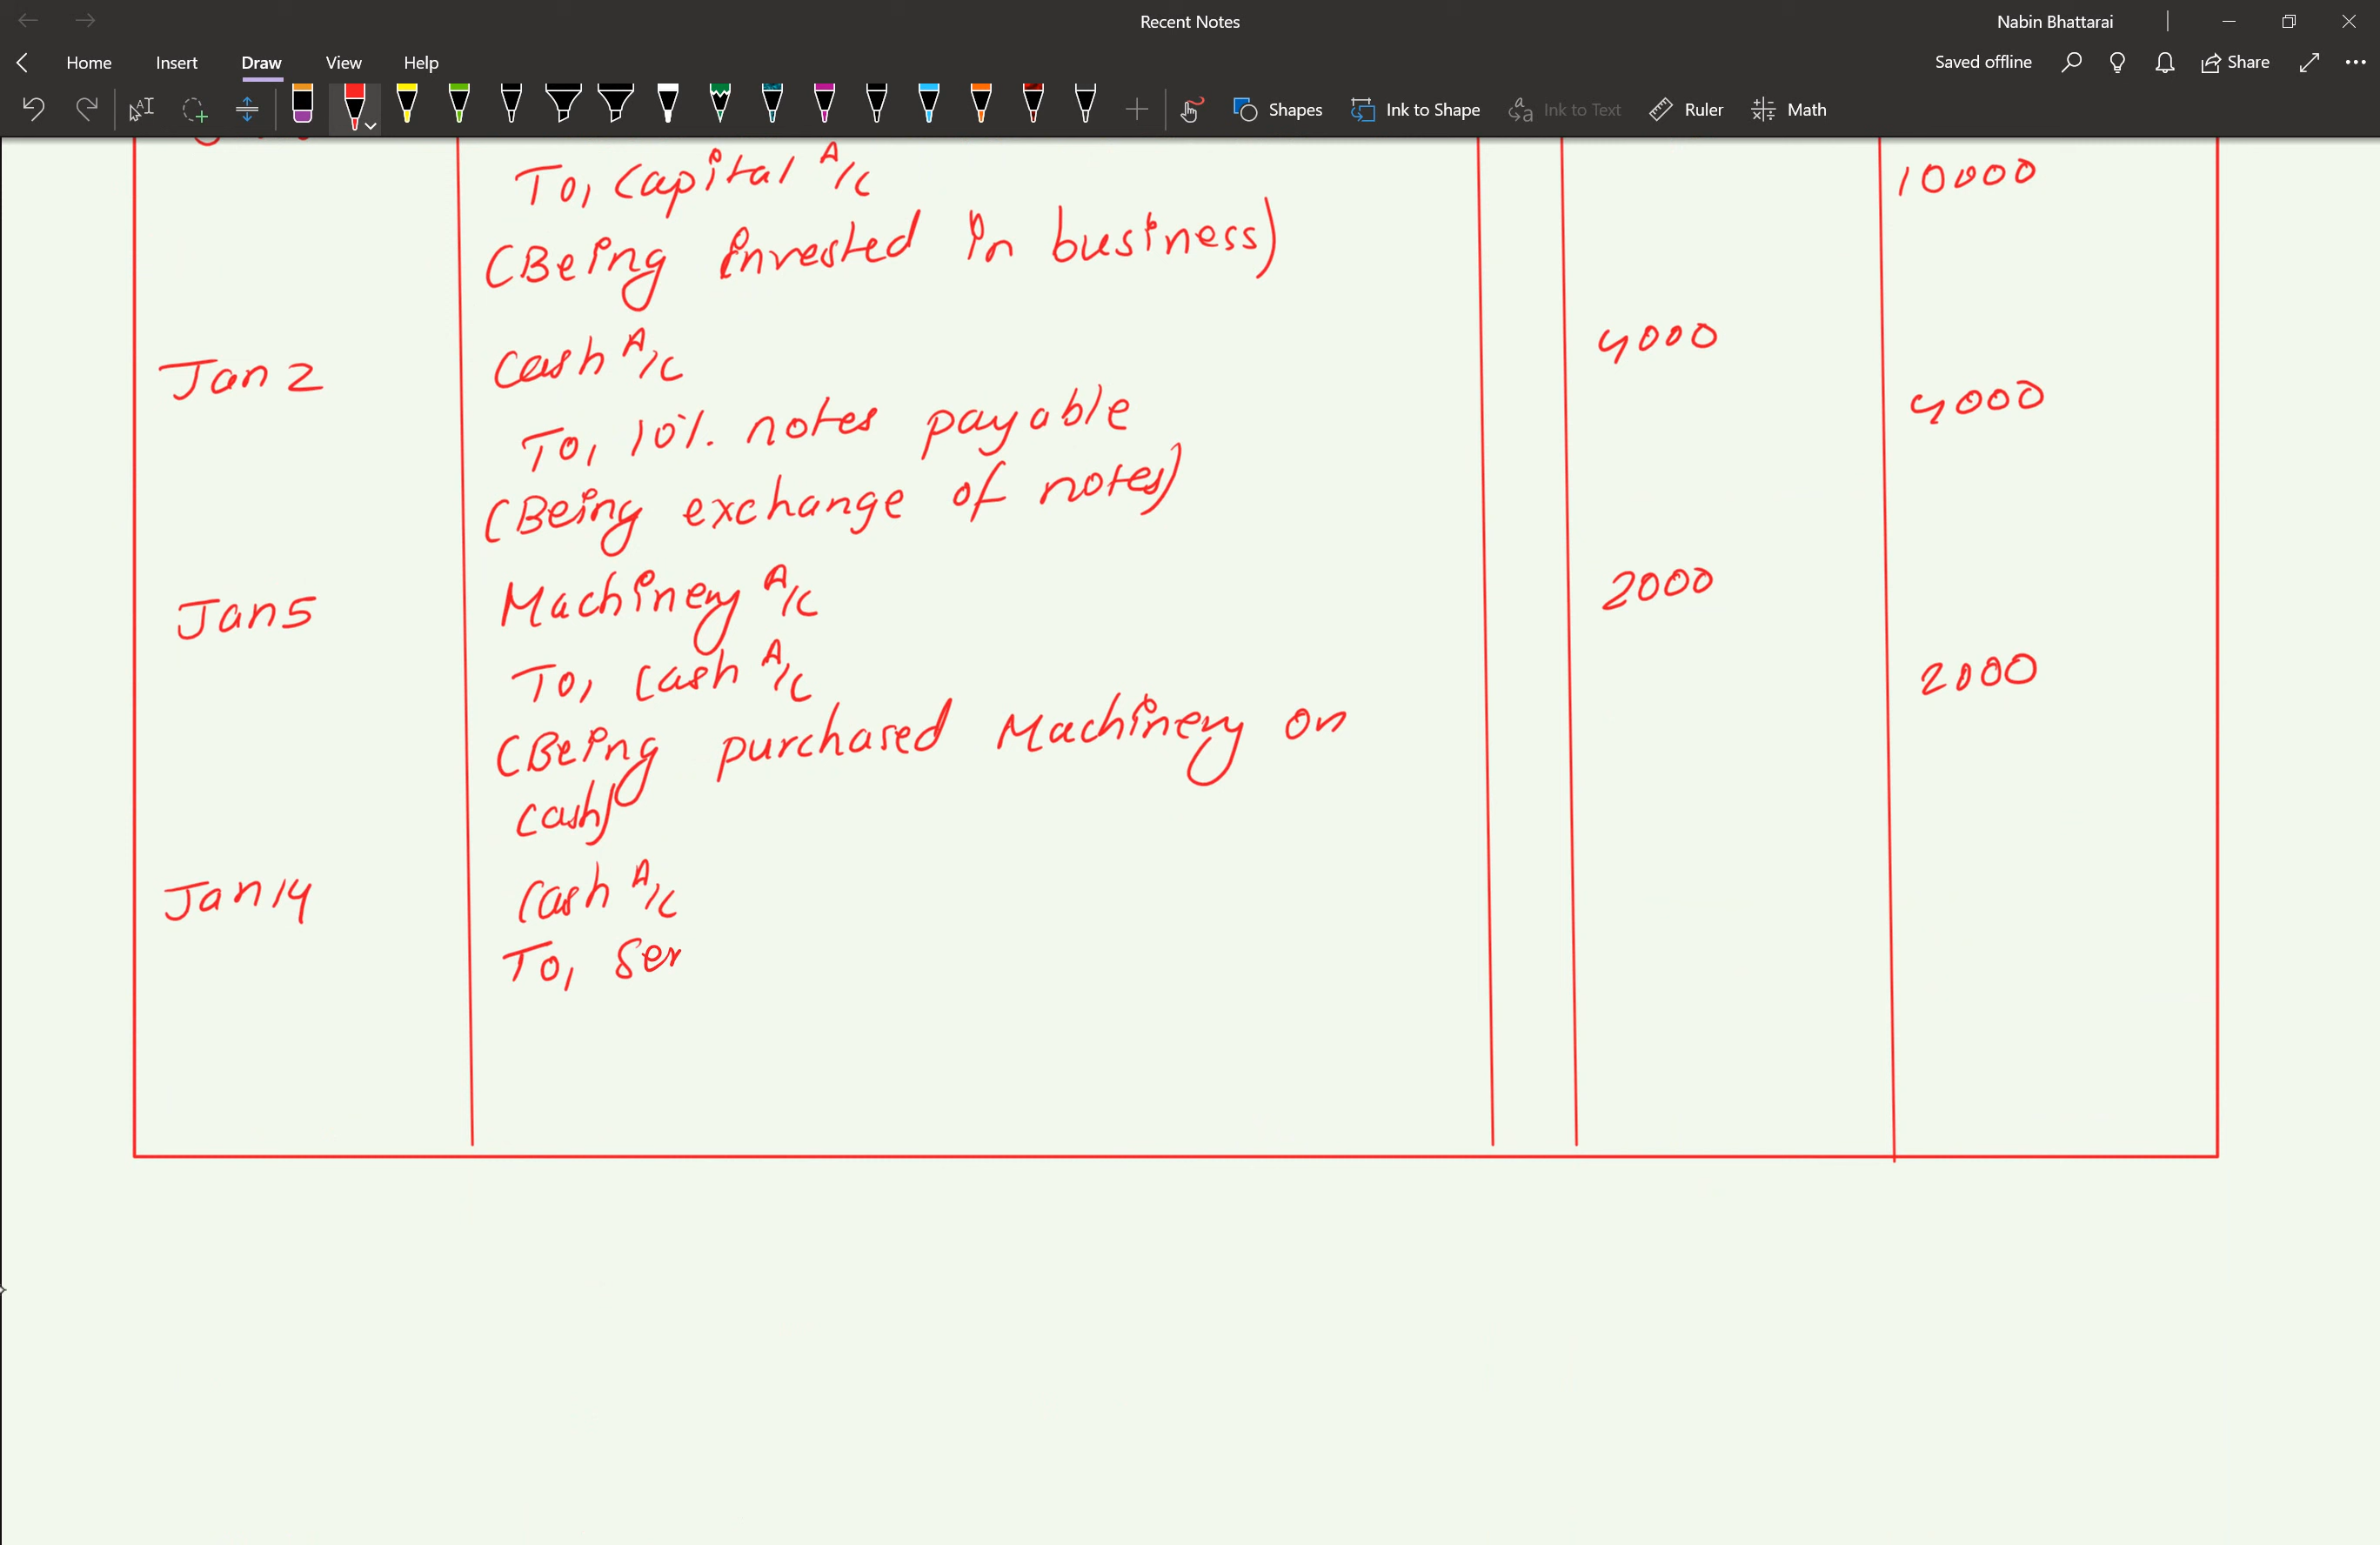 Recent Notes
Nabin Bhattarai
Home Insert Draw View Help
Saved offline
Share
Shapes
Ink to Shape
Ink to Text
Ruler
Math
To, Capital A/c 10000
(Being invested in business)
Jan 2 Cash A/c 4000
To, 10%. notes payable 4000
(Being exchange of notes)
Jan 5 Machinery A/c 2000
To, Cash A/c 2000
(Being purchased Machinery on
cash)
Jan 14 Cash A/c
To, Ser